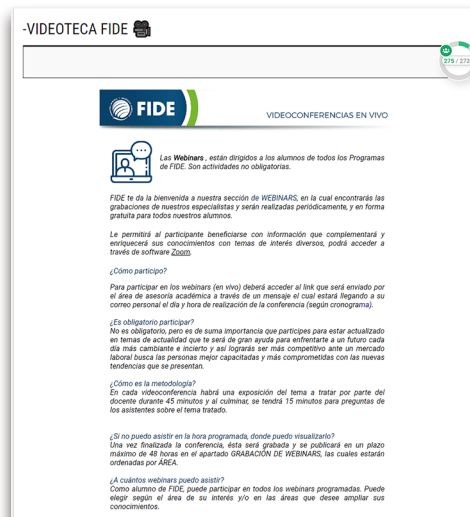 -VIDEOTECA FIDE
275 / 273
FIDE
VIDEOCONFERENCIAS EN VIVO
Las Webinars , están dirigidos a los alumnos de todos los Programas
de FIDE. Son actividades no obligatorias.
FIDE te da la bienvenida a nuestra sección de WEBINARS, en la cual encontrarás las
grabaciones de nuestros especialistas y serán realizadas periódicamente, y en forma
gratuita para todos nuestros alumnos.
Le permitirá al participante beneficiarse con información que complementará y
enriquecerá sus conocimientos con temas de interés diversos, podrá acceder a
través de software Zoom.
¿Cómo participo?
Para participar en los webinars (en vivo) deberá acceder al link que será enviado por
el área de asesoría académica a través de un mensaje el cual estará llegando a su
correo personal el día y hora de realización de la conferencia (según cronograma).
¿Es obligatorio participar?
No es obligatorio, pero es de suma importancia que participes para estar actualizado
en temas de actualidad que te será de gran ayuda para enfrentarte a un futuro cada
día más cambiante e incierto y así lograrás ser más competitivo ante un mercado
laboral busca las personas mejor capacitadas y más comprometidas con las nuevas
tendencias que se presentan.
¿Cómo es la metodología?
En cada videoconferencia habrá una exposición del tema a tratar por parte del
docente durante 45 minutos y al culminar, se tendrá 15 minutos para preguntas de
los asistentes sobre el tema tratado.
¿Si no puedo asistir en la hora programada, donde puedo visualizarlo?
Una vez finalizada la conferencia, ésta será grabada y se publicará en un plazo
máximo de 48 horas en el apartado GRABACIÓN DE WEBINARS, las cuales estarán
ordenadas por ÁREA.
¿A cuántos webinars puedo asistir?
Como alumno de FIDE, puede participar en todos los webinars programadas. Puede
elegir según el área de su interés y/o en las áreas que desee ampliar sus
conocimientos.